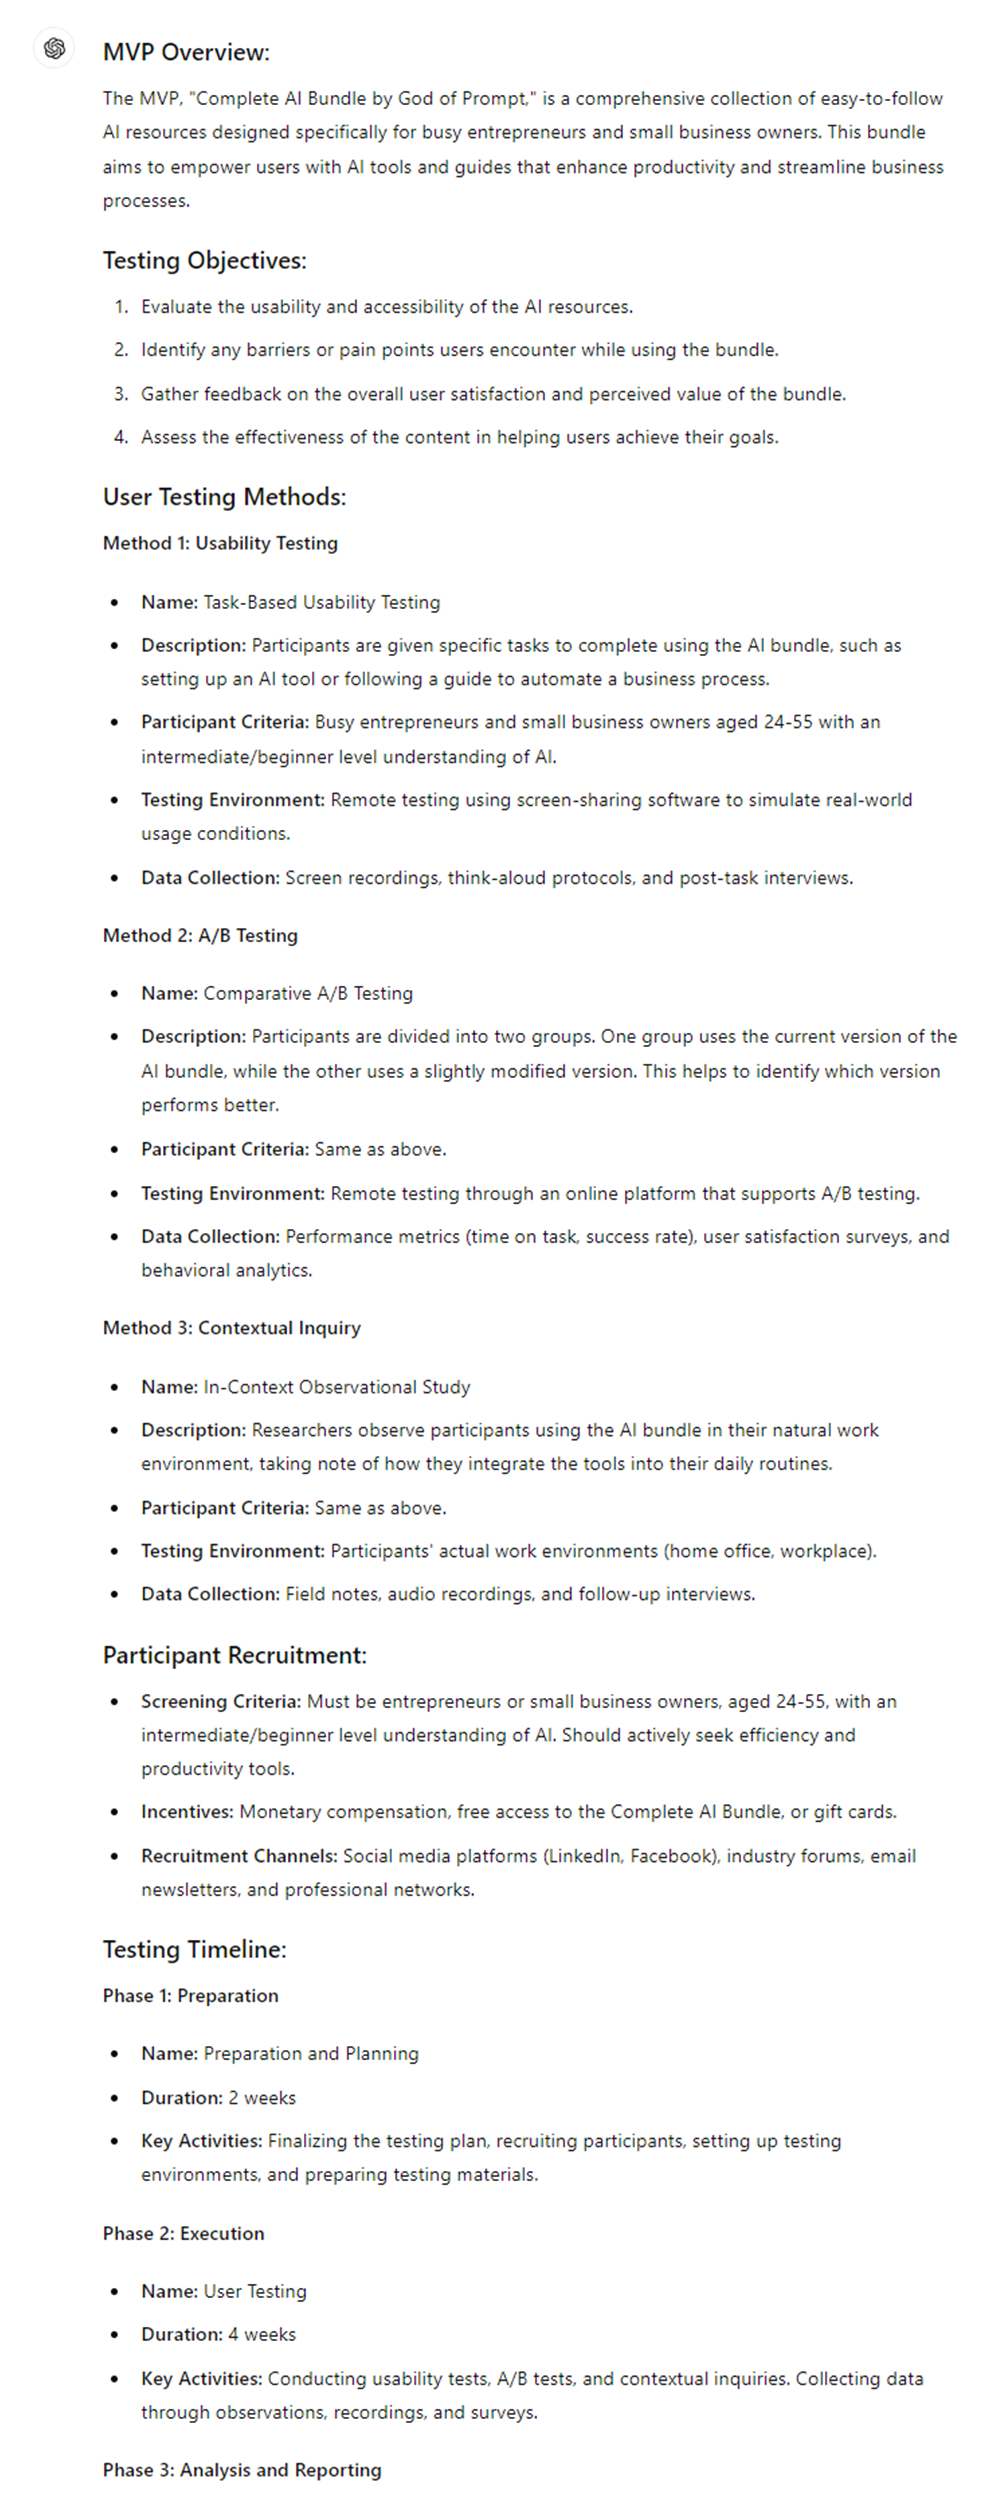 MVP Overview:
The MVP, "Complete AI Bundle by God of Prompt," is a comprehensive collection of easy-to-follow
AI resources designed specifically for busy entrepreneurs and small business owners. This bundle
aims to empower users with AI tools and guides that enhance productivity and streamline business
processes.
Testing Objectives:
1. Evaluate the usability and accessibility of the AI resources.
2. Identify any barriers or pain points users encounter while using the bundle.
3. Gather feedback on the overall user satisfaction and perceived value of the bundle.
4. Assess the effectiveness of the content in helping users achieve their goals.
User Testing Methods:
Method 1: Usability Testing
• Name: Task-Based Usability Testing
• Description: Participants are given specific tasks to complete using the AI bundle, such as
setting up an AI tool or following a guide to automate a business process.
• Participant Criteria: Busy entrepreneurs and small business owners aged 24-55 with an
intermediate/beginner level understanding of AI.
• Testing Environment: Remote testing using screen-sharing software to simulate real-world
usage conditions.
• Data Collection: Screen recordings, think-aloud protocols, and post-task interviews.
Method 2: A/B Testing
• Name: Comparative A/B Testing
• Description: Participants are divided into two groups. One group uses the current version of the
AI bundle, while the other uses a slightly modified version. This helps to identify which version
performs better.
• Participant Criteria: Same as above.
• Testing Environment: Remote testing through an online platform that supports A/B testing.
• Data Collection: Performance metrics (time on task, success rate), user satisfaction surveys, and
behavioral analytics.
Method 3: Contextual Inquiry
• Name: In-Context Observational Study
• Description: Researchers observe participants using the AI bundle in their natural work
environment, taking note of how they integrate the tools into their daily routines.
• Participant Criteria: Same as above.
• Testing Environment: Participants' actual work environments (home office, workplace).
• Data Collection: Field notes, audio recordings, and follow-up interviews.
Participant Recruitment:
• Screening Criteria: Must be entrepreneurs or small business owners, aged 24-55, with an
intermediate/beginner level understanding of AI. Should actively seek efficiency and
productivity tools.
• Incentives: Monetary compensation, free access to the Complete AI Bundle, or gift cards.
• Recruitment Channels: Social media platforms (LinkedIn, Facebook), industry forums, email
newsletters, and professional networks.
Testing Timeline:
Phase 1: Preparation
• Name: Preparation and Planning
• Duration: 2 weeks
• Key Activities: Finalizing the testing plan, recruiting participants, setting up testing
environments, and preparing testing materials.
Phase 2: Execution
• Name: User Testing
• Duration: 4 weeks
• Key Activities: Conducting usability tests, A/B tests, and contextual inquiries. Collecting data
through observations, recordings, and surveys.
Phase 3: Analysis and Reporting